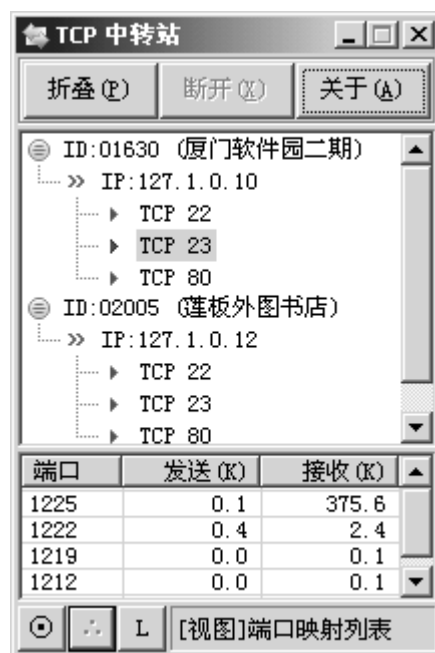 TCP 中转站
折叠(P) 断开(X) 关于(A)
ID:01630 (厦门软件园二期)
IP:127.1.0.10
TCP 22
TCP 23
TCP 80
ID:02005 (莲板外图书店)
IP:127.1.0.12
TCP 22
TCP 23
TCP 80
端口 发送(K) 接收(K)
1225 0.1 375.6
1222 0.4 2.4
1219 0.0 0.1
1212 0.0 0.1
L [视图]端口映射列表